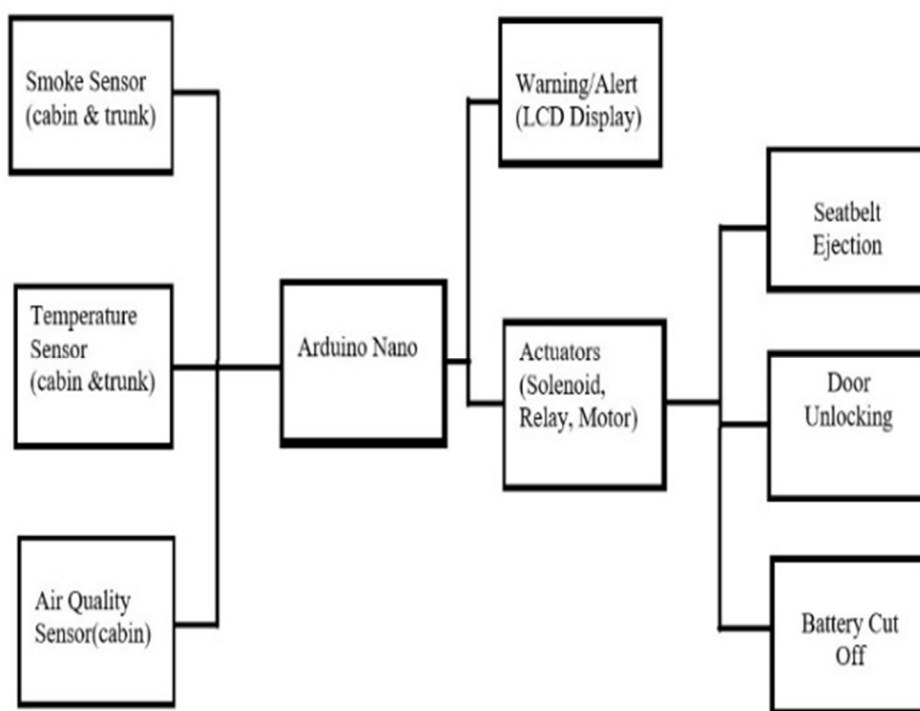 Smoke Sensor
(cabin & trunk)
Temperature
Sensor
(cabin &trunk)
Air Quality
Sensor(cabin)
Arduino Nano
Warning/Alert
(LCD Display)
Actuators
(Solenoid,
Relay, Motor)
Seatbelt
Ejection
Door
Unlocking
Battery Cut
Off